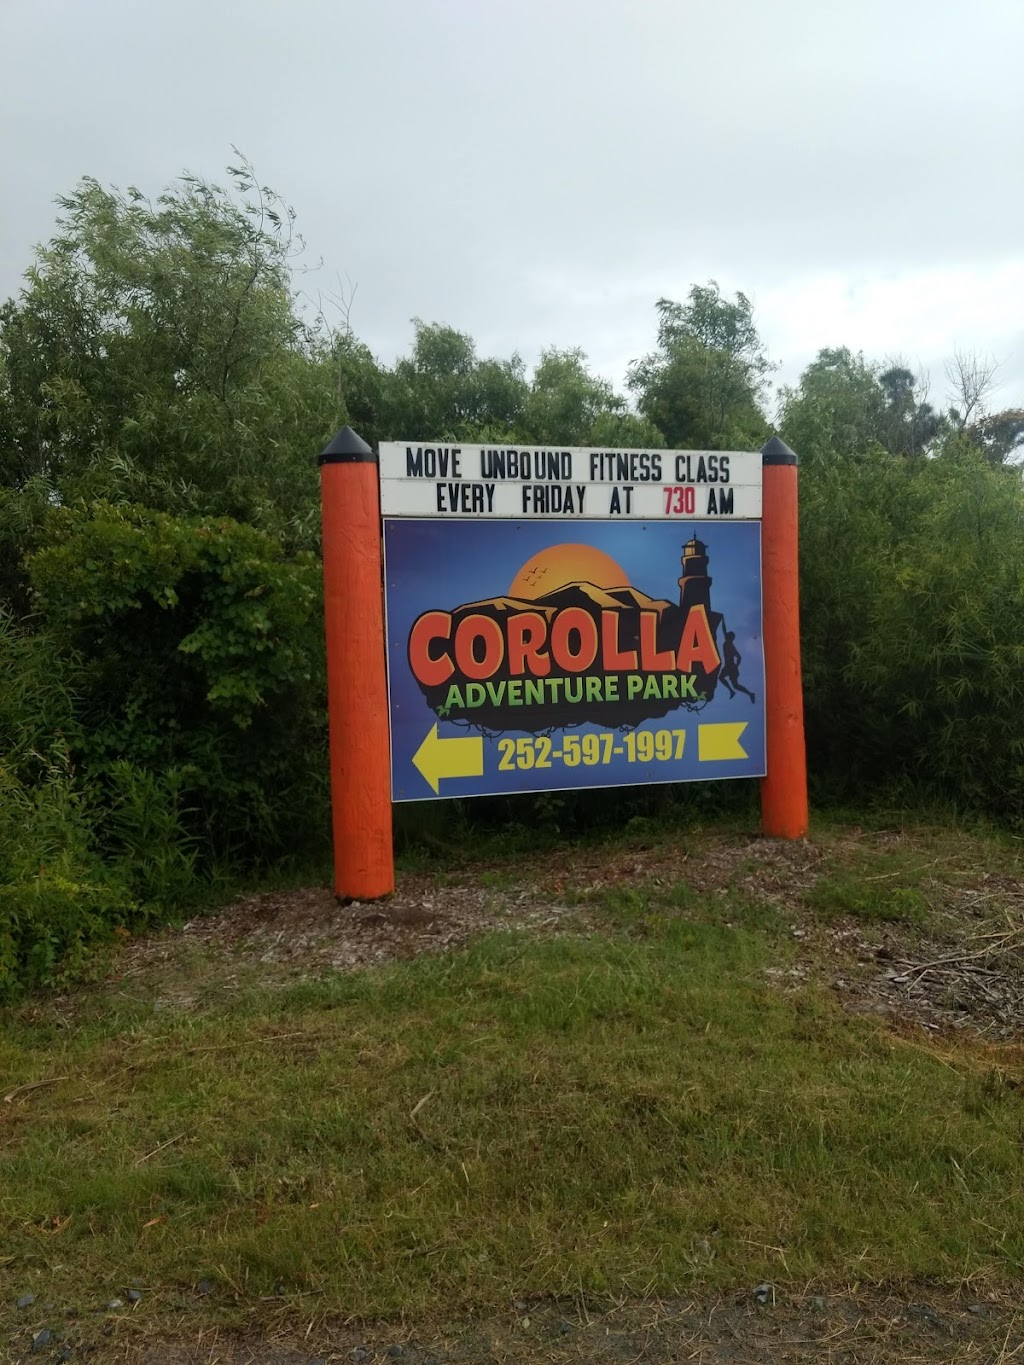 MOVE UNBOUND FITNESS CLASS
EVERY FRIDAY AT 730 AM
COROLLA
ADVENTURE PARK
252-597-1997